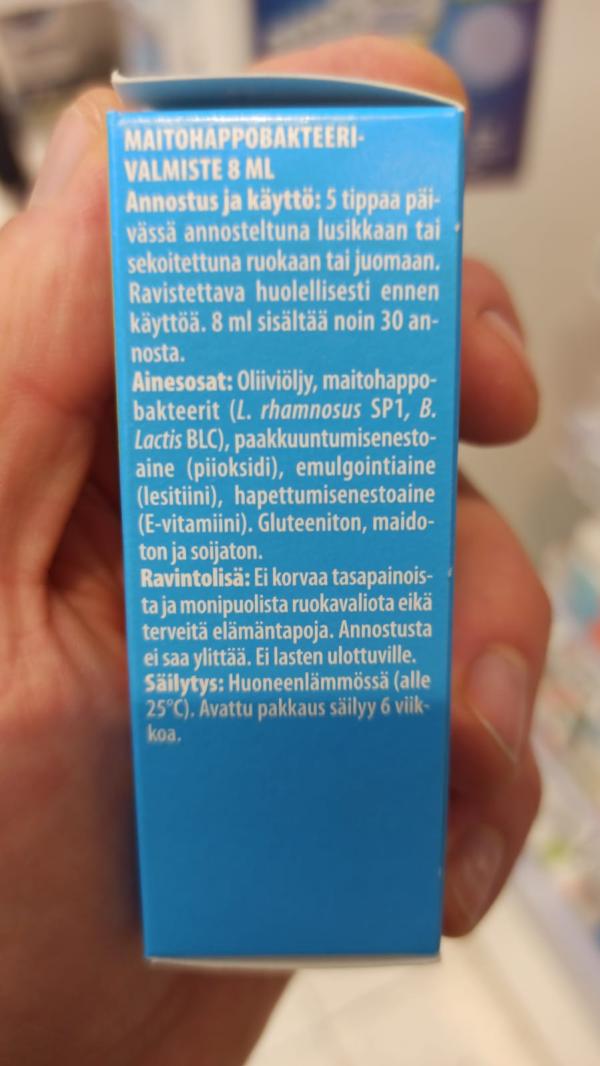 MAITOHAPPOBAKTEERI-
VALMISTE 8 ML
Annostus ja käyttö: 5 tippaa päi-
vässä annosteltuna lusikkaan tai
sekoitettuna ruokaan tai juomaan.
Ravistettava huolellisesti ennen
käyttöä. 8 ml sisältää noin 30 an-
nosta.
Ainesosat: Oliiviöljy, maitohappo-
bakteerit (L. rhamnosus SP1, B.
Lactis BLC), paakkuuntumisenesto-
aine (piioksidi), emulgointiaine
(lesitiini), hapettumisenestoaine
(E-vitamiini). Gluteeniton, maido-
ton ja soijaton.
Ravintolisä: Ei korvaa tasapainois-
ta ja monipuolista ruokavaliota eikä
terveitä elämäntapoja. Annostusta
ei saa ylittää. Ei lasten ulottuville.
Säilytys: Huoneenlämmössä (alle
25°C). Avattu pakkaus säilyy 6 viik-
koa.